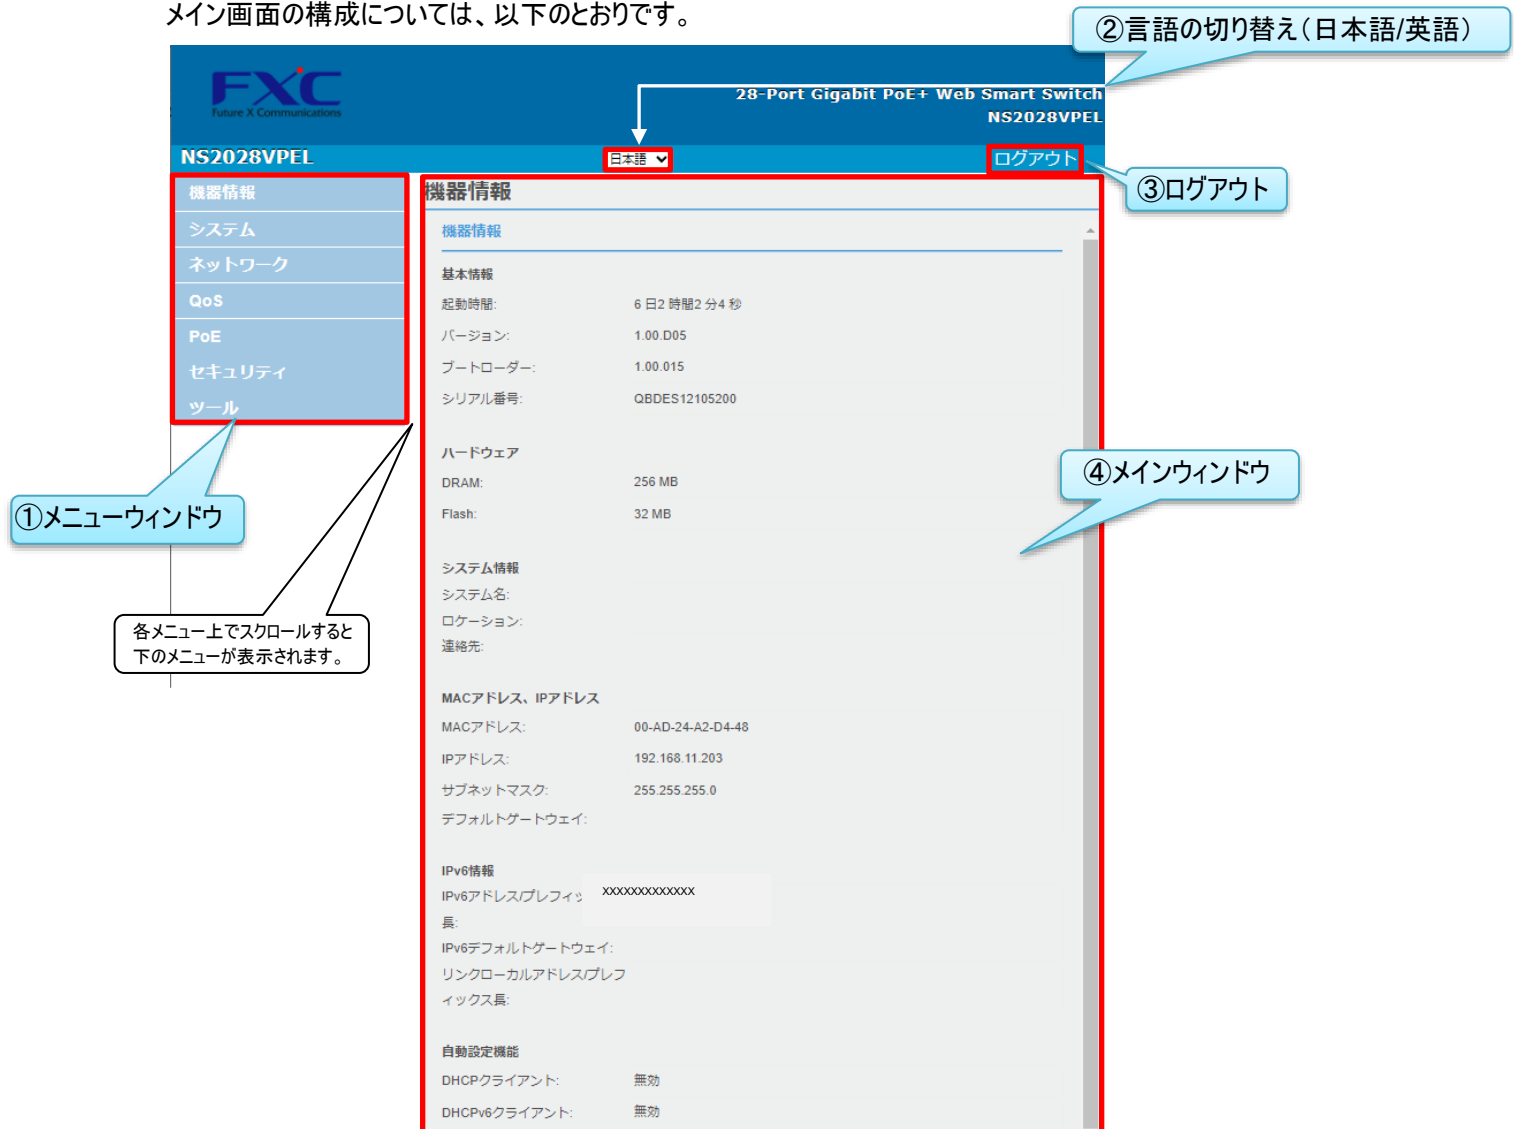 メイン画面の構成については、以下のとおりです。
②言語の切り替え（日本語/英語）
FXC
Future X Communications
28-Port Gigabit PoE+ Web Smart Switch
NS2028VPEL
NS2028VPEL
日本語
ログアウト
③ログアウト
機器情報
システム
ネットワーク
QoS
PoE
セキュリティ
ツール
①メニューウィンドウ
各メニュー上でスクロールすると
下のメニューが表示されます。
機器情報
機器情報
基本情報
起動時間: 6 日2 時間2 分4 秒
バージョン: 1.00.D05
ブートローダー: 1.00.015
シリアル番号: QBDES12105200
ハードウェア
DRAM: 256 MB
Flash: 32 MB
④メインウィンドウ
システム情報
システム名:
ロケーション:
連絡先:
MACアドレス、IPアドレス
MACアドレス: 00-AD-24-A2-D4-48
IPアドレス: 192.168.11.203
サブネットマスク: 255.255.255.0
デフォルトゲートウェイ:
IPv6情報
IPv6アドレス/プレフィッ xxxxxxxxxxxxx
長:
IPv6デフォルトゲートウェイ:
リンクローカルアドレス/プレフ
ィックス長:
自動設定機能
DHCPクライアント: 無効
DHCPv6クライアント: 無効